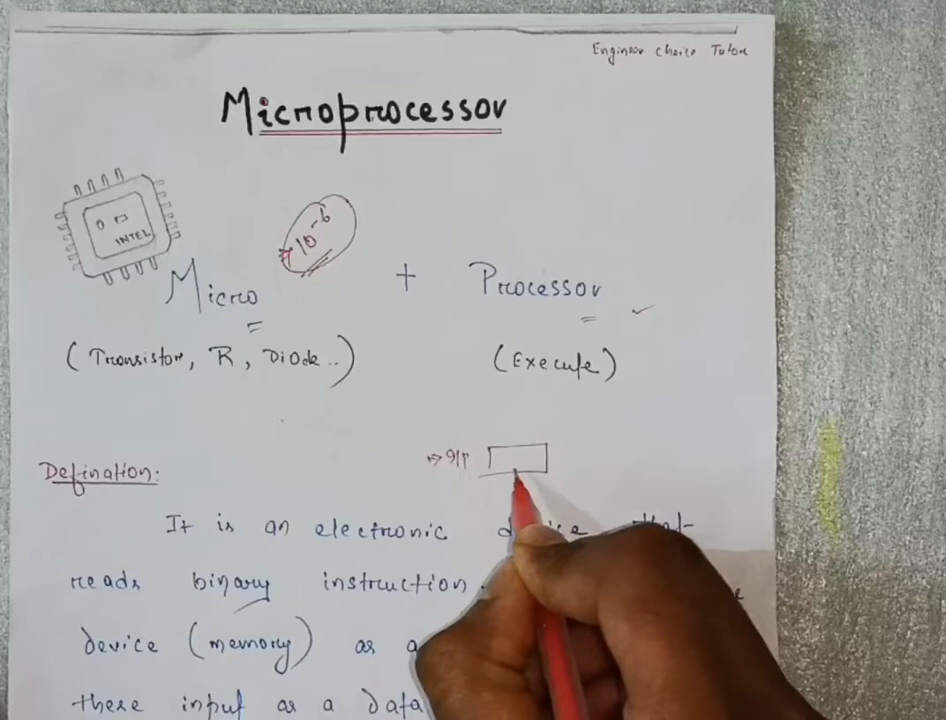 Engineer Choice Tutor
Microprocessor
INTEL
10^-6
Micro + Processor
(Transistor, R, Diode..) (Execute)
→ I/P
Defination:
It is an electronic that
reads binary instruction
device (memory) as a
these input as a data